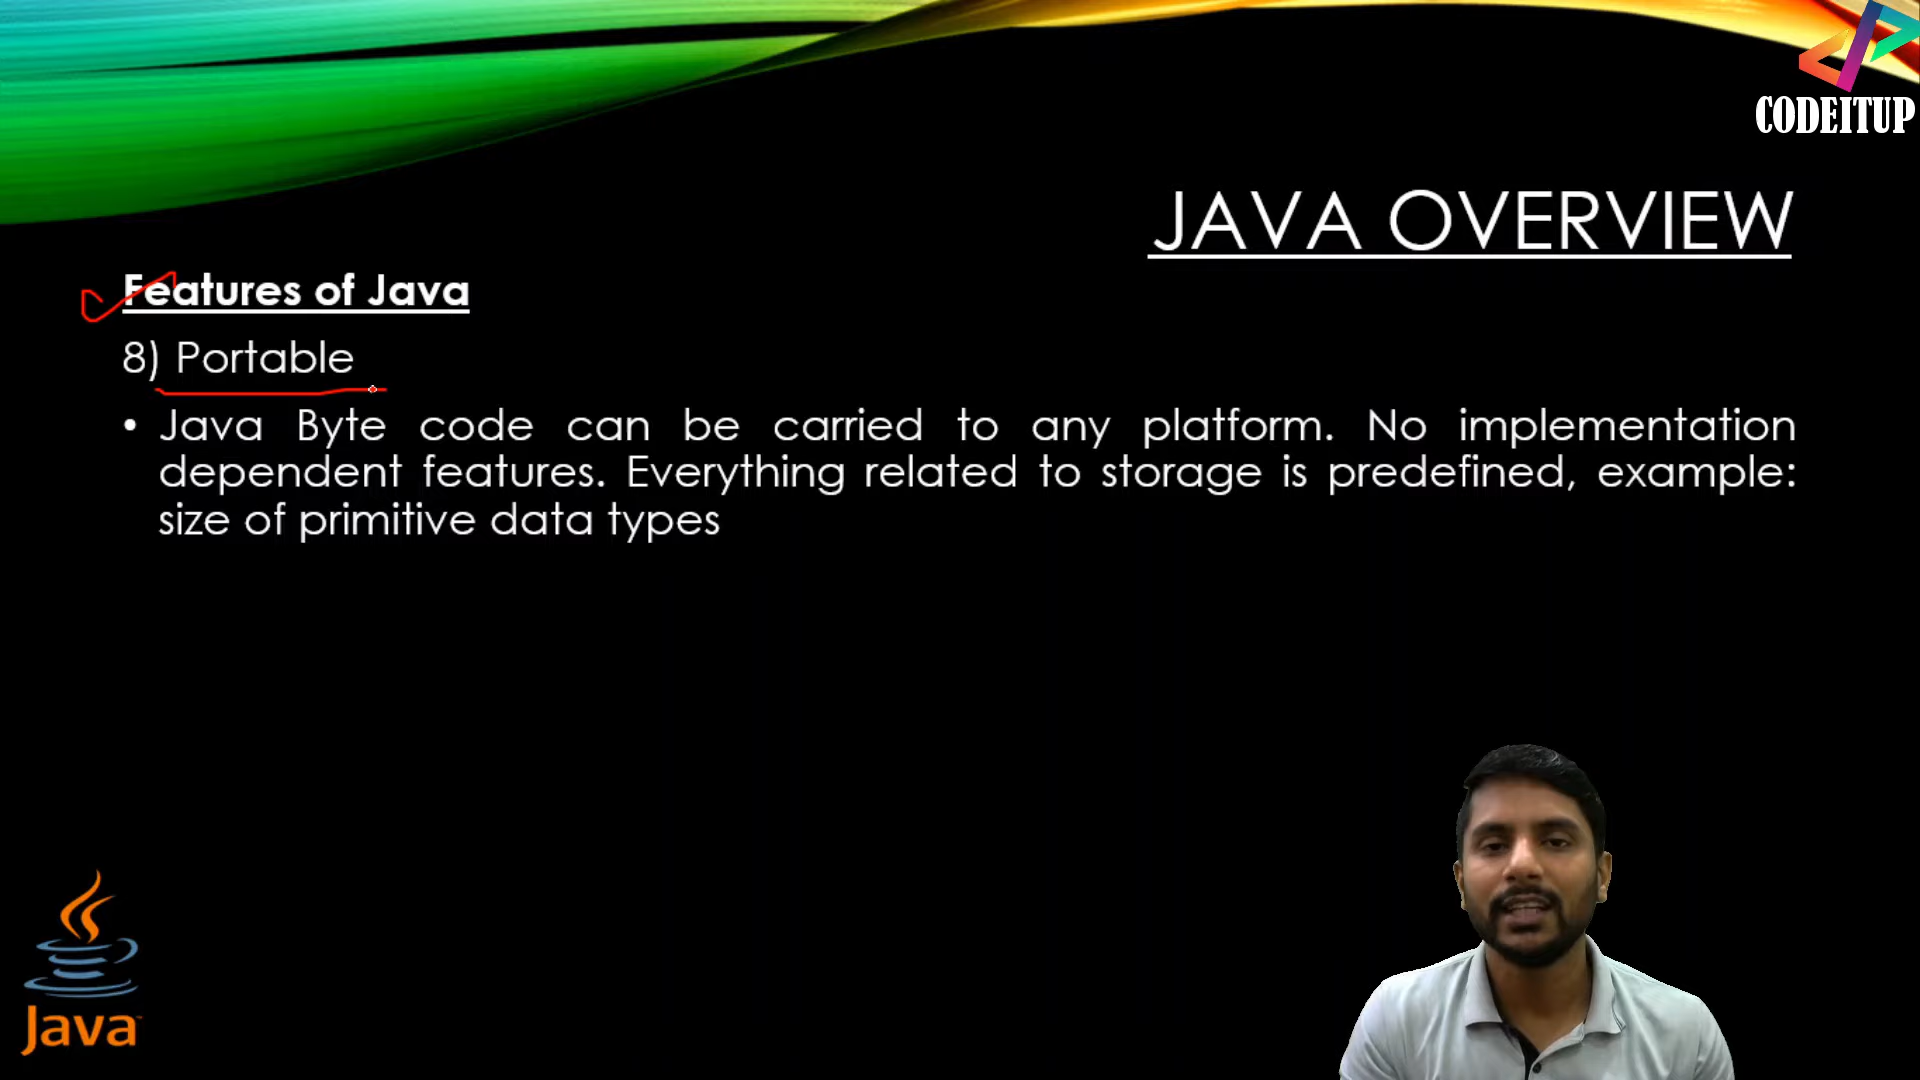 CODEITUP
JAVA OVERVIEW
Features of Java
8) Portable
• Java Byte code can be carried to any platform. No implementation
dependent features. Everything related to storage is predefined, example:
size of primitive data types
Java